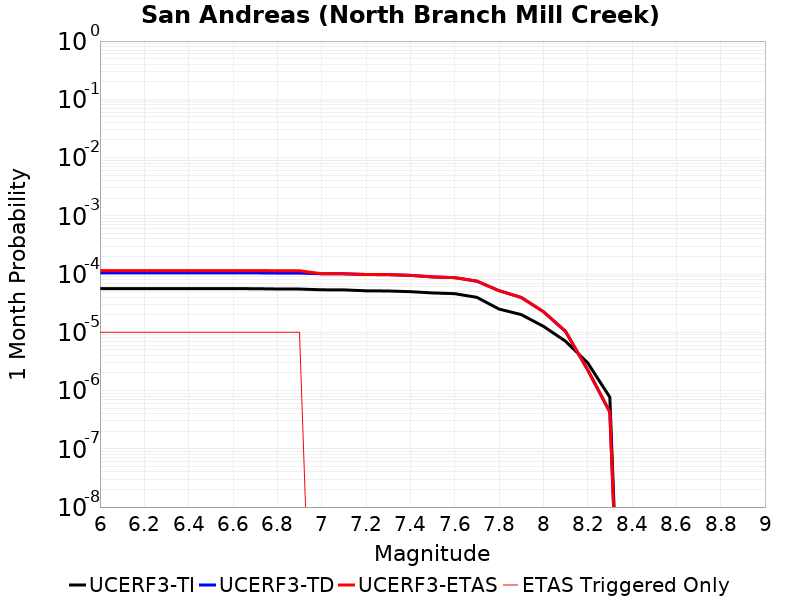 San Andreas (North Branch Mill Creek)
10^0
10^-1
10^-2
10^-3
10^-4
10^-5
10^-6
10^-7
10^-8
1 Month Probability
6 6.2 6.4 6.6 6.8 7 7.2 7.4 7.6 7.8 8 8.2 8.4 8.6 8.8 9
Magnitude
UCERF3-TI UCERF3-TD UCERF3-ETAS ETAS Triggered Only